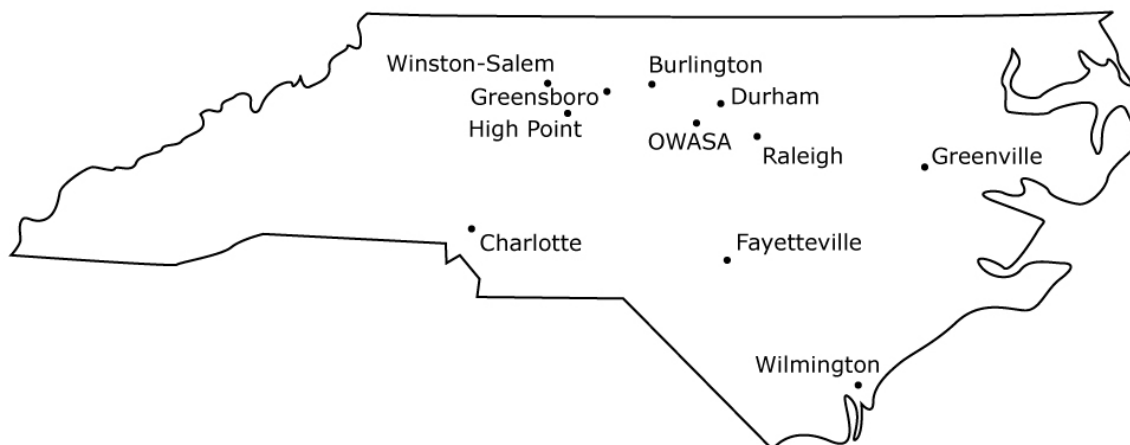 Winston-Salem
Burlington
Greensboro
Durham
High Point
OWASA
Raleigh
Greenville
Charlotte
Fayetteville
Wilmington